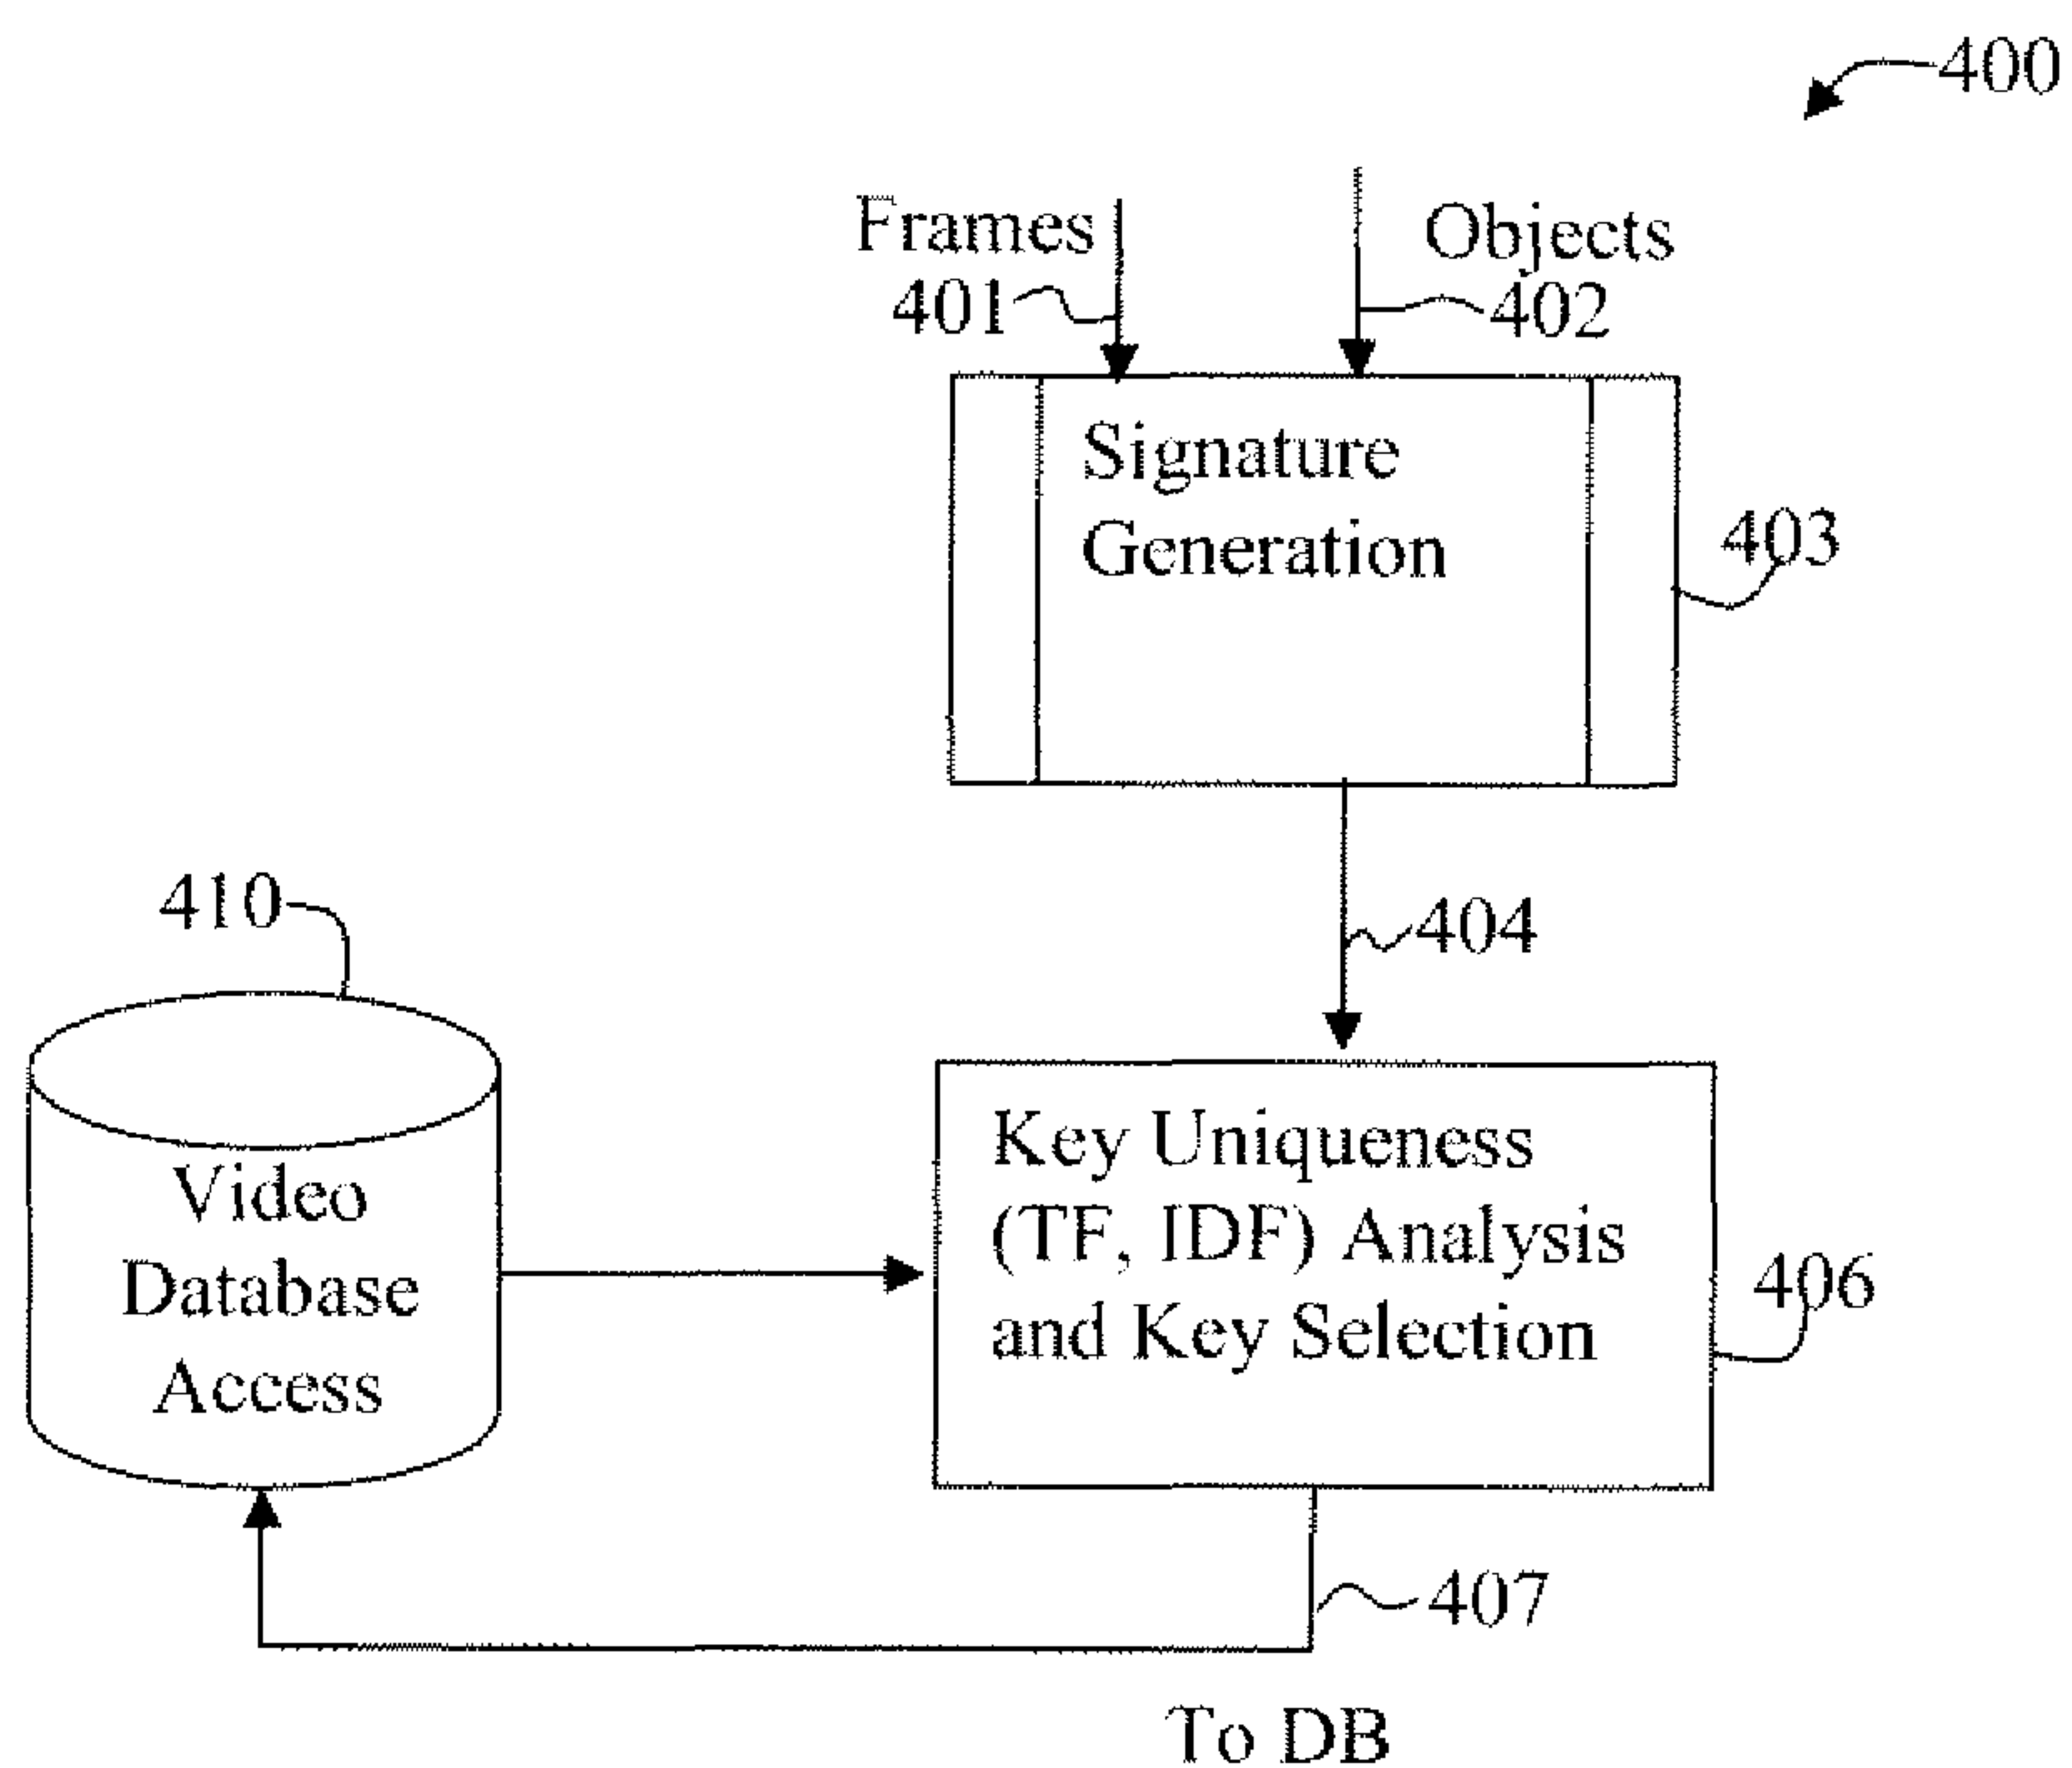 400
Frames
401
Objects
402
Signature
Generation
403
404
410
Video
Database
Access
Key Uniqueness
(TF, IDF) Analysis
and Key Selection
406
407
To DB